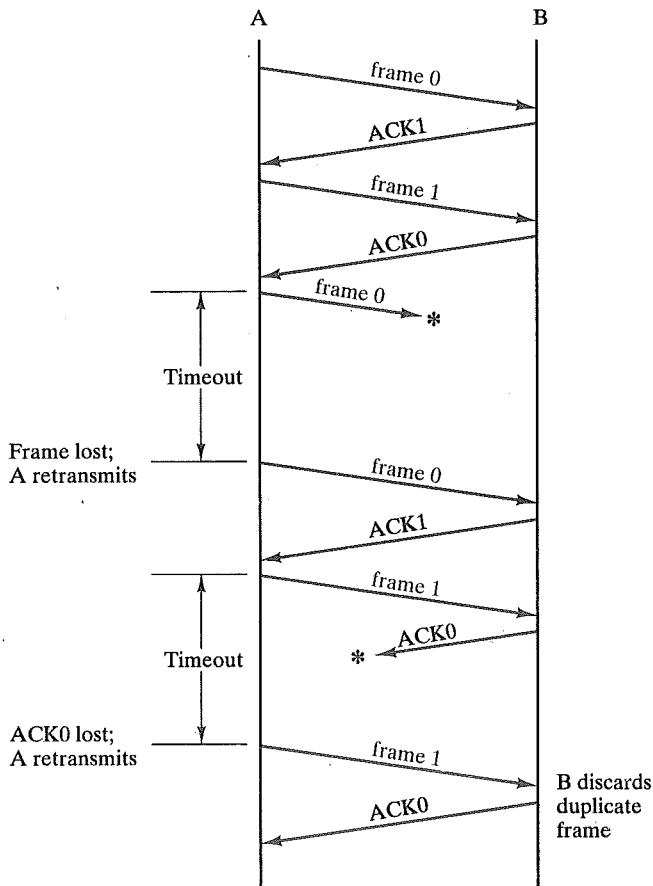 A
B
frame 0
ACK1
frame 1
ACK0
frame 0
*
Timeout
Frame lost;
A retransmits
frame 0
ACK1
frame 1
ACK0
*
Timeout
ACK0 lost;
A retransmits
frame 1
B discards
duplicate
frame
ACK0